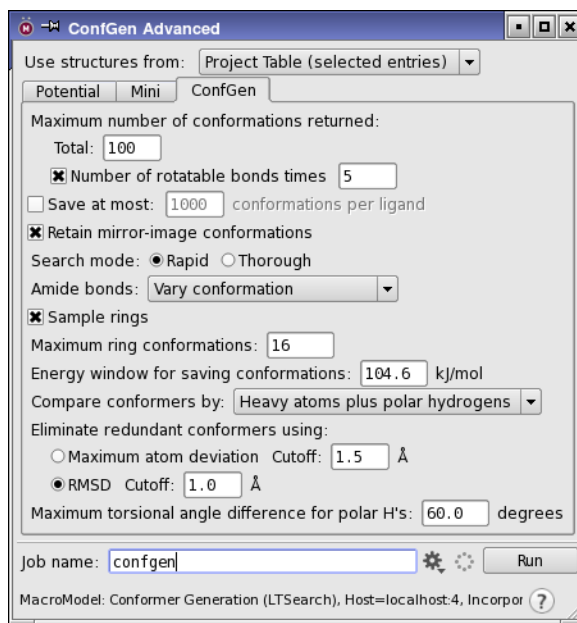 ConfGen Advanced
Use structures from: Project Table (selected entries)
Potential Mini ConfGen
Maximum number of conformations returned:
Total: 100
Number of rotatable bonds times 5
Save at most: 1000 conformations per ligand
Retain mirror-image conformations
Search mode: Rapid Thorough
Amide bonds: Vary conformation
Sample rings
Maximum ring conformations: 16
Energy window for saving conformations: 104.6 kJ/mol
Compare conformers by: Heavy atoms plus polar hydrogens
Eliminate redundant conformers using:
Maximum atom deviation Cutoff: 1.5 Å
RMSD Cutoff: 1.0 Å
Maximum torsional angle difference for polar H's: 60.0 degrees
Job name: confgen Run
MacroModel: Conformer Generation (LTSearch), Host=localhost:4, Incorpor ?